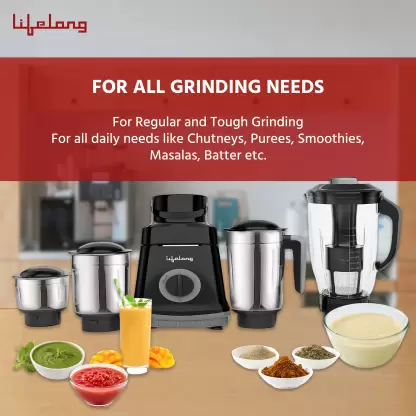 Lifelong
FOR ALL GRINDING NEEDS
For Regular and Tough Grinding
For all daily needs like Chutneys, Purees, Smoothies,
Masalas, Batter etc.
Lifelong